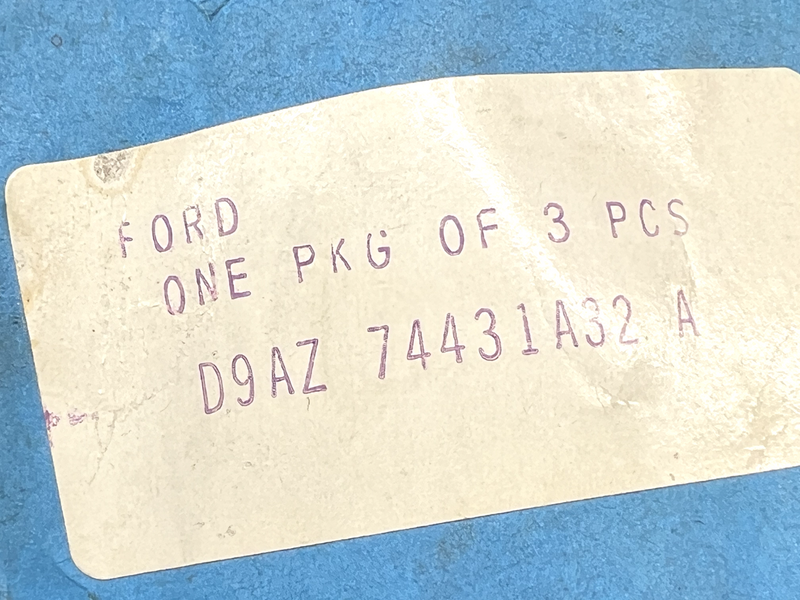 FORD
ONE PKG OF 3 PCS
D9AZ 74431A32 A